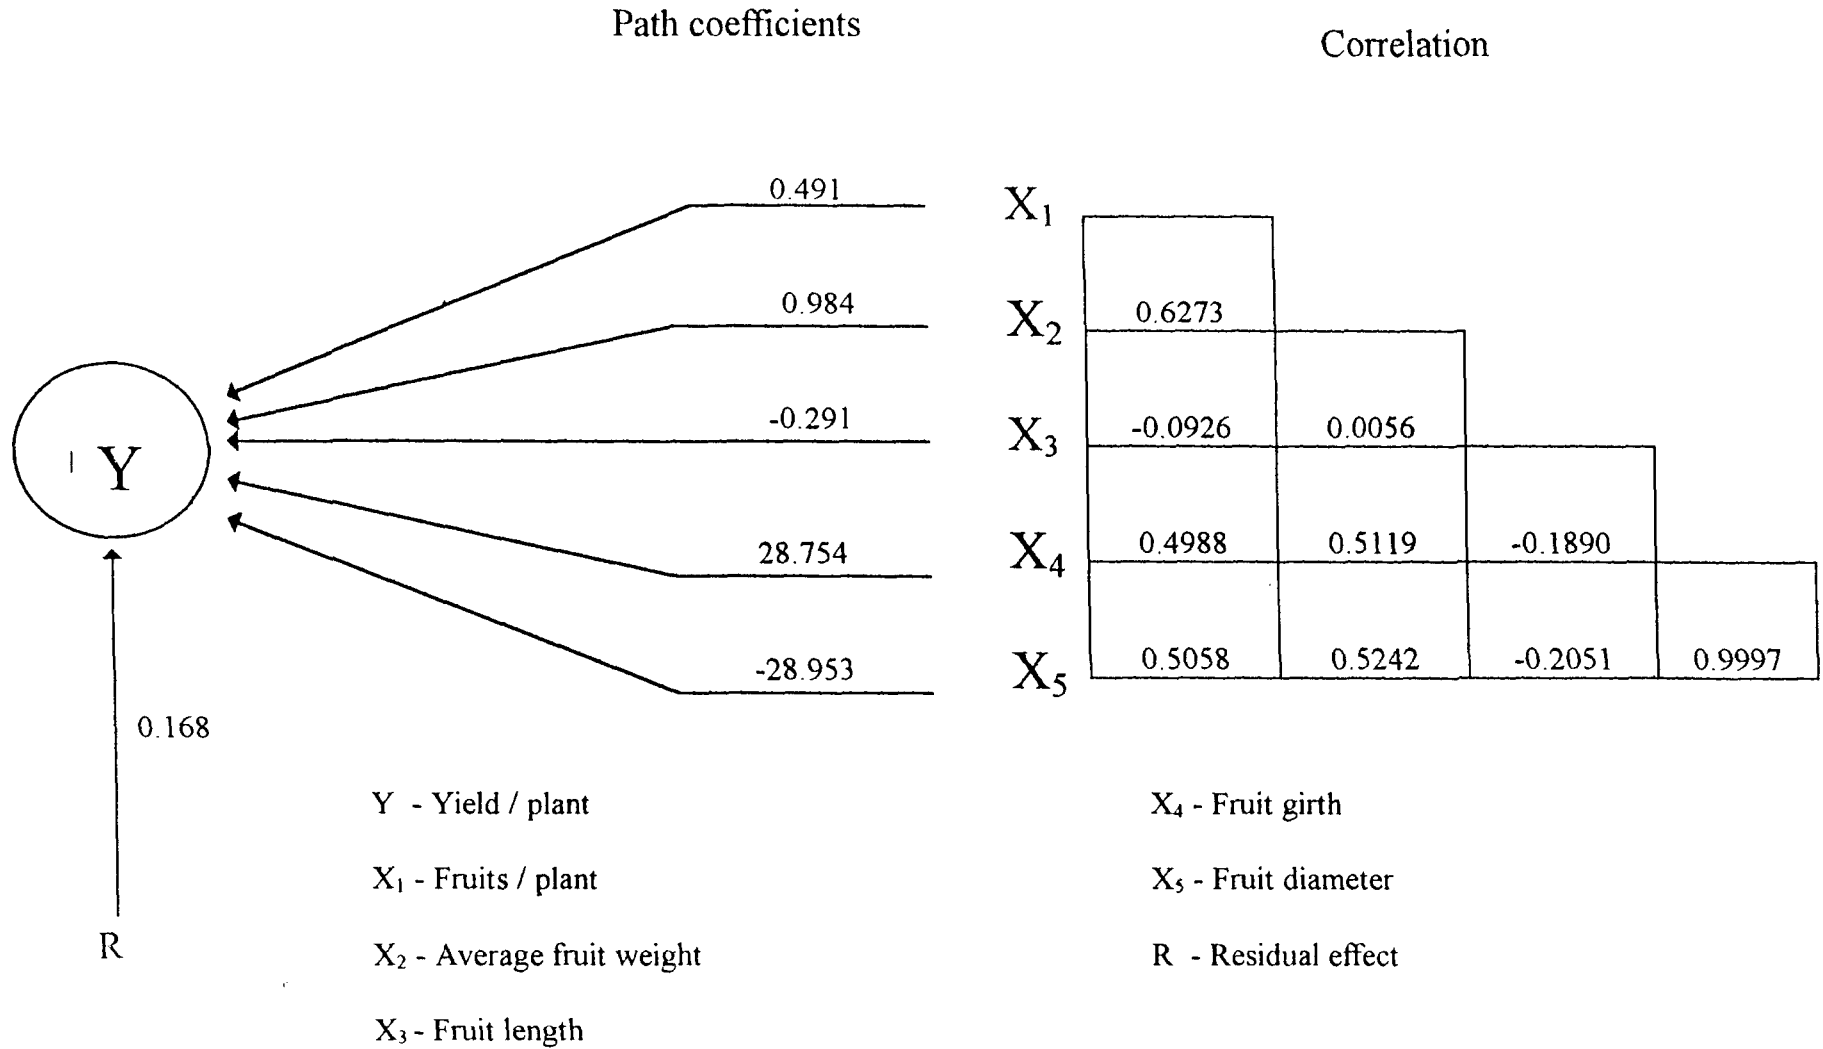 Path coefficients
Correlation
0.491
X1
0.984
X2
0.6273
-0.291
X3
-0.0926 0.0056
Y
28.754
X4
0.4988 0.5119 -0.1890
-28.953
X5
0.5058 0.5242 -0.2051 0.9997
0.168
R
Y - Yield / plant
X1 - Fruits / plant
X2 - Average fruit weight
X3 - Fruit length
X4 - Fruit girth
X5 - Fruit diameter
R - Residual effect